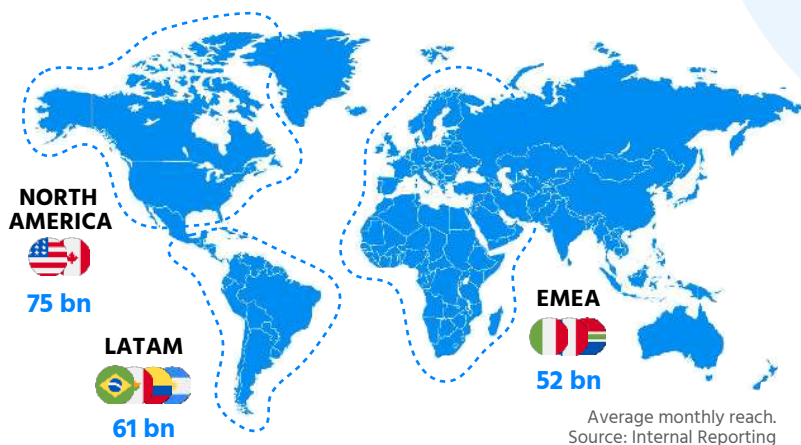 NORTH
AMERICA
75 bn
LATAM
61 bn
EMEA
52 bn
Average monthly reach.
Source: Internal Reporting